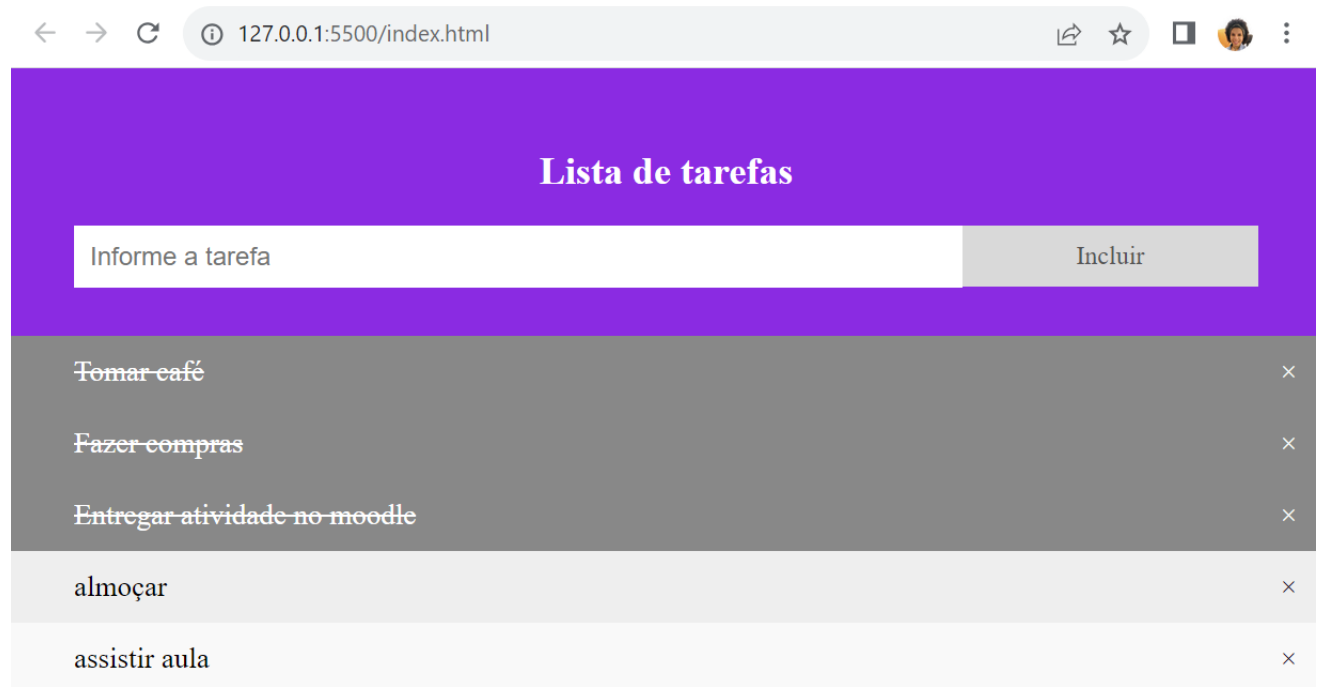 127.0.0.1:5500/index.html
Lista de tarefas
Informe a tarefa
Incluir
Tomar café ×
Fazer compras ×
Entregar atividade no moodle ×
almoçar ×
assistir aula ×